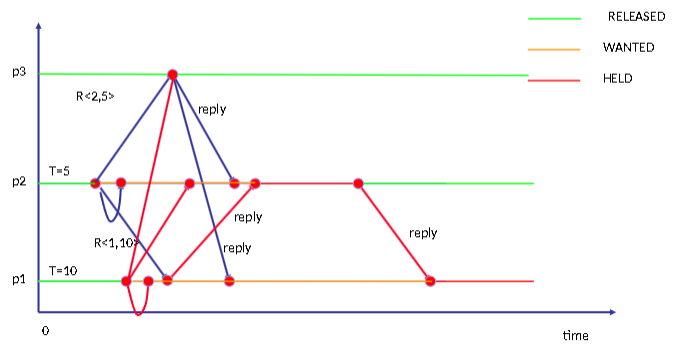 RELEASED
WANTED
HELD
p3
R<2,5>
reply
T=5
p2
reply
reply
R<1,10>
reply
T=10
p1
0
time